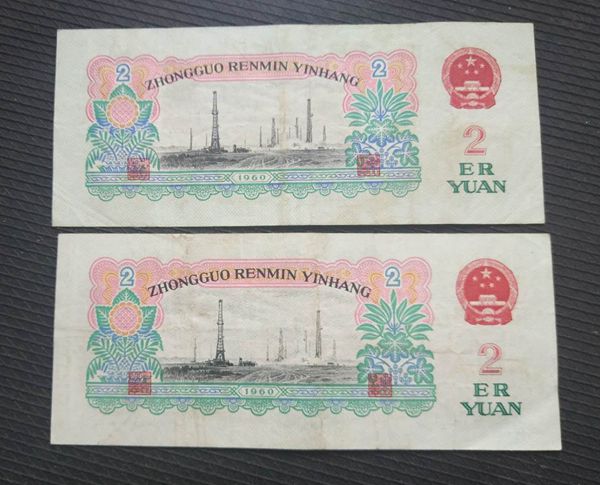 2 ZHONGGUO RENMIN YINHANG 2
2
ER
YUAN
1960
2 ZHONGGUO RENMIN YINHANG 2
2
ER
YUAN
1960